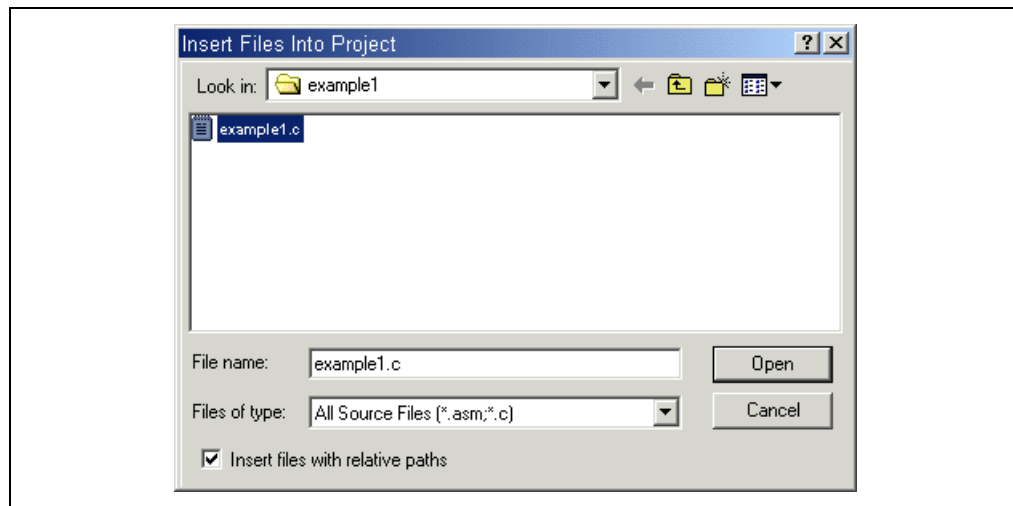 Insert Files Into Project
Look in: example1
example1.c
File name: example1.c Open
Files of type: All Source Files (*.asm;*.c) Cancel
Insert files with relative paths